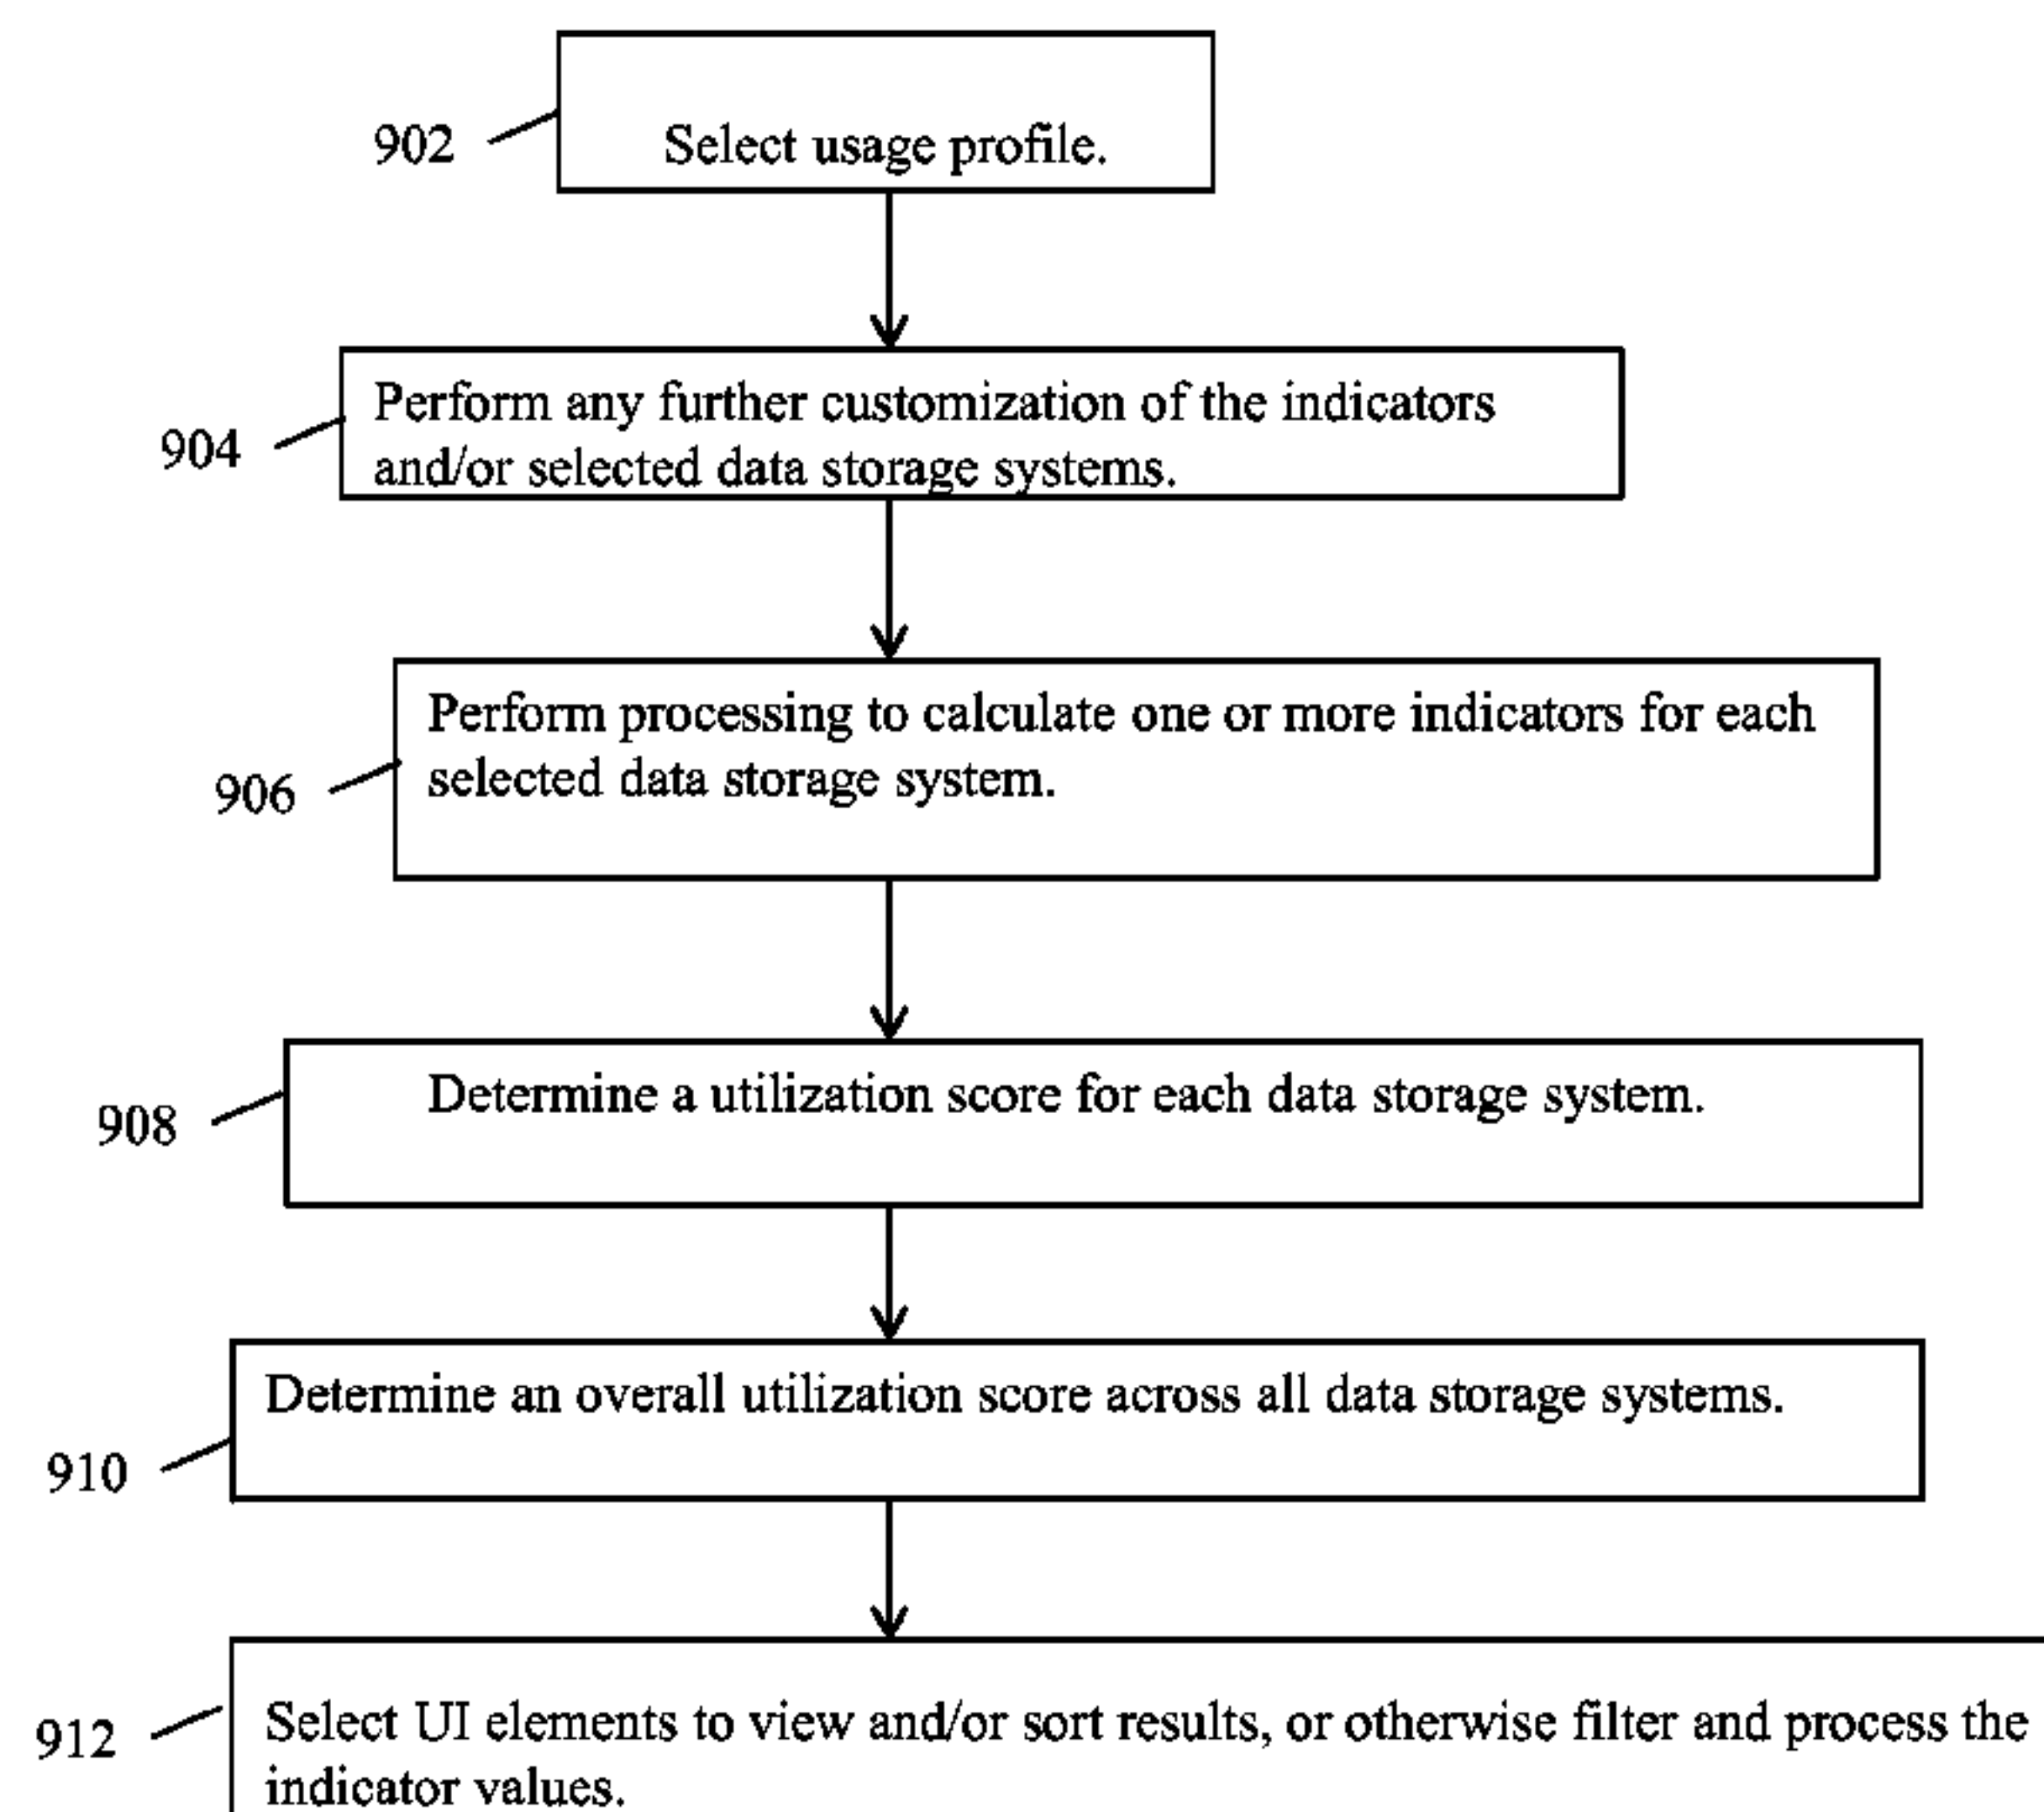 902
Select usage profile.
904
Perform any further customization of the indicators
and/or selected data storage systems.
906
Perform processing to calculate one or more indicators for each
selected data storage system.
908
Determine a utilization score for each data storage system.
910
Determine an overall utilization score across all data storage systems.
912
Select UI elements to view and/or sort results, or otherwise filter and process the
indicator values.